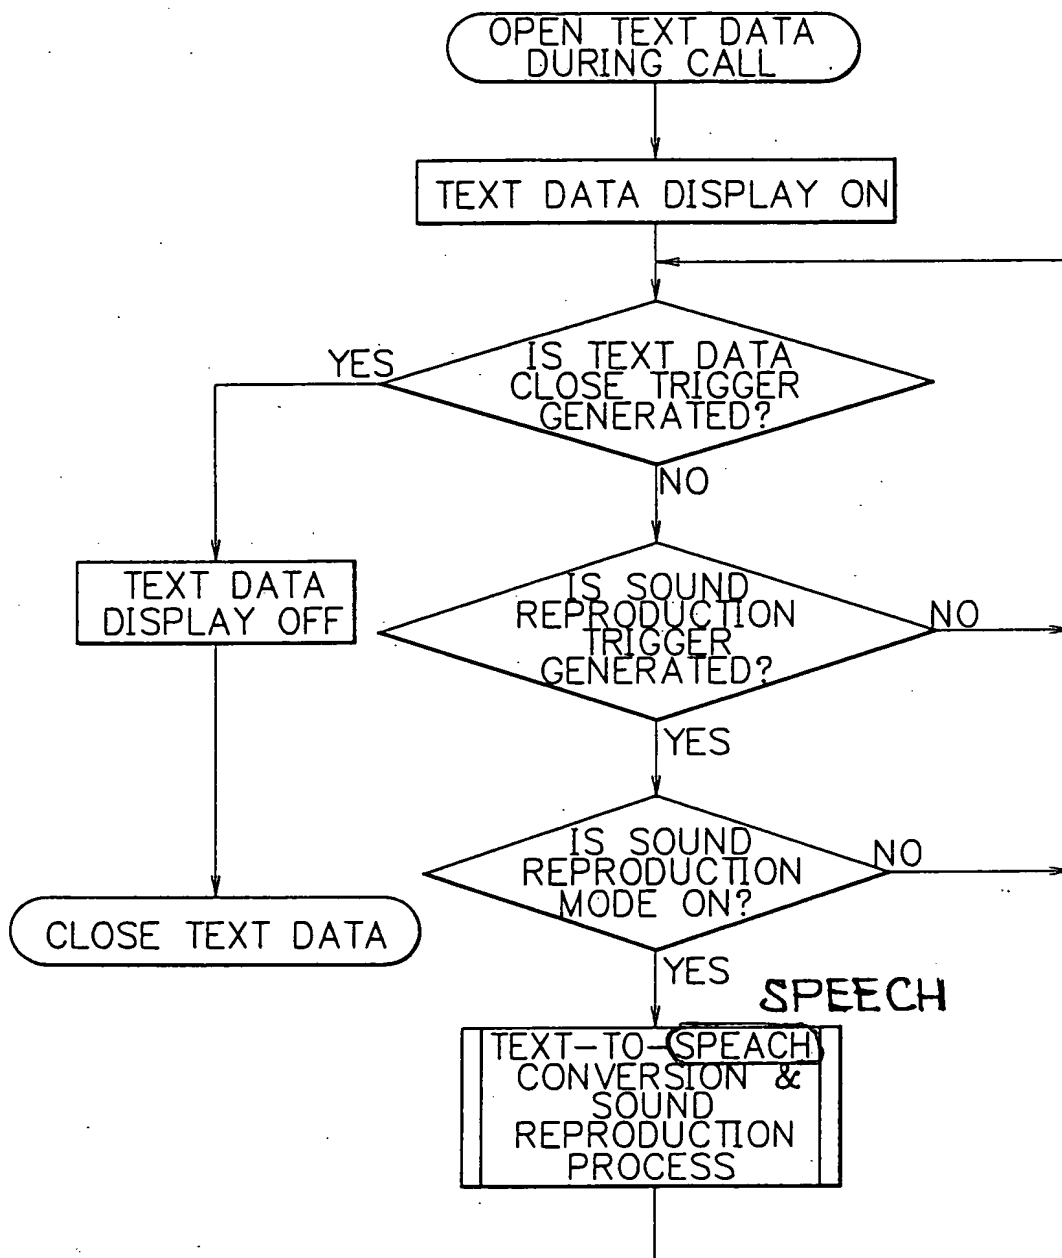 OPEN TEXT DATA
DURING CALL
TEXT DATA DISPLAY ON
IS TEXT DATA
CLOSE TRIGGER
GENERATED?
YES
NO
TEXT DATA
DISPLAY OFF
IS SOUND
REPRODUCTION
TRIGGER
GENERATED?
NO
YES
IS SOUND
REPRODUCTION
MODE ON?
NO
CLOSE TEXT DATA
YES
SPEECH
TEXT-TO-SPEACH
CONVERSION &
SOUND
REPRODUCTION
PROCESS